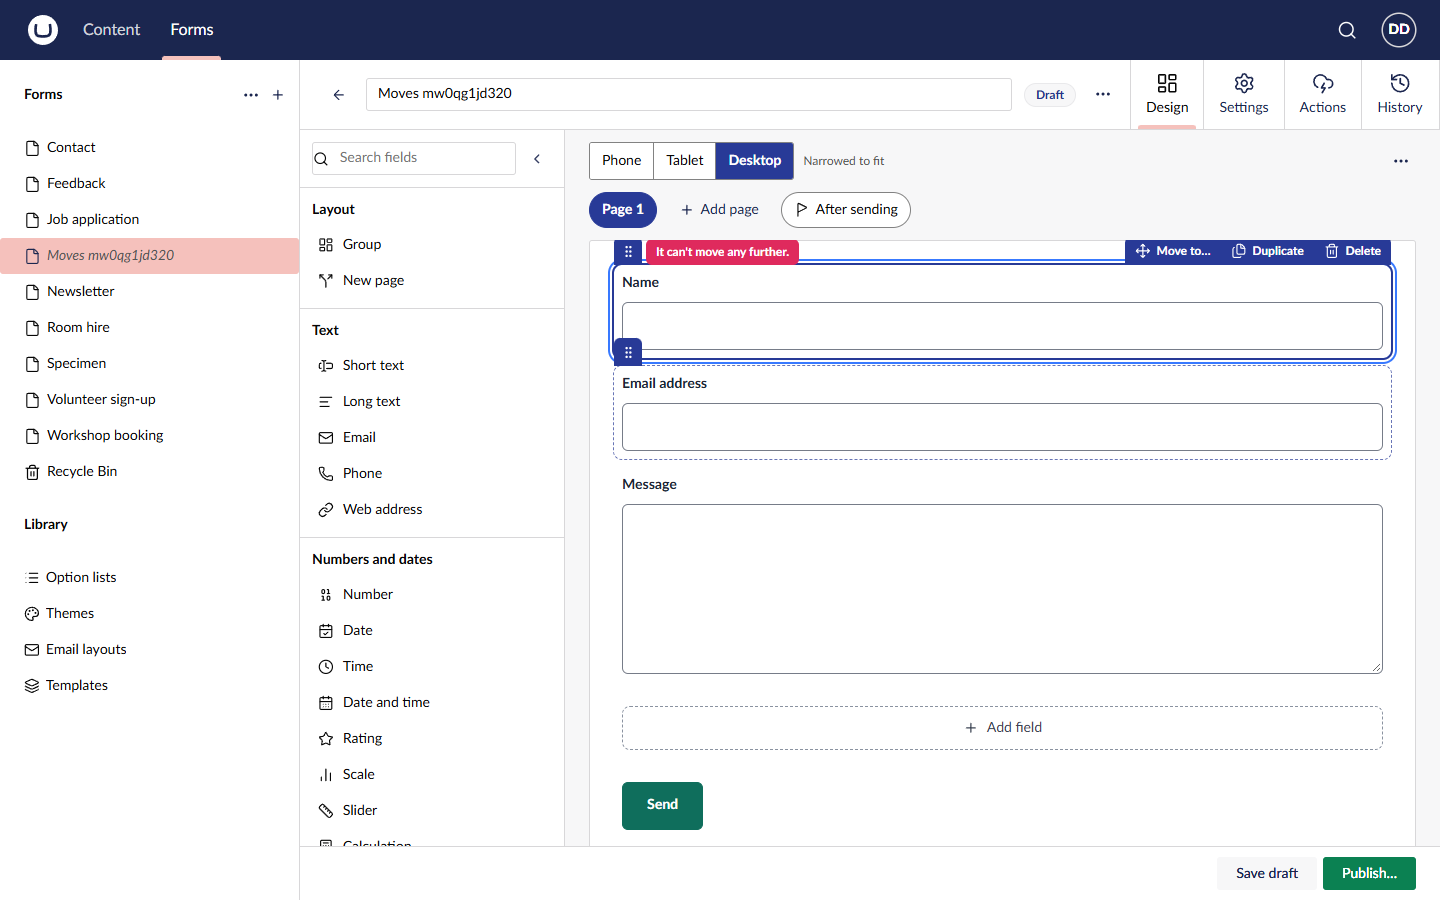 Content
Forms
DD
Forms
Contact
Feedback
Job application
Moves mw0qg1jd320
Newsletter
Room hire
Specimen
Volunteer sign-up
Workshop booking
Recycle Bin
Library
Option lists
Themes
Email layouts
Templates
Moves mw0qg1jd320
Draft
Design
Settings
Actions
History
Search fields
Layout
Group
New page
Text
Short text
Long text
Email
Phone
Web address
Numbers and dates
Number
Date
Time
Date and time
Rating
Scale
Slider
Calculation
Phone
Tablet
Desktop
Narrowed to fit
Page 1
Add page
After sending
It can't move any further.
Move to...
Duplicate
Delete
Name
Email address
Message
Add field
Send
Save draft
Publish...